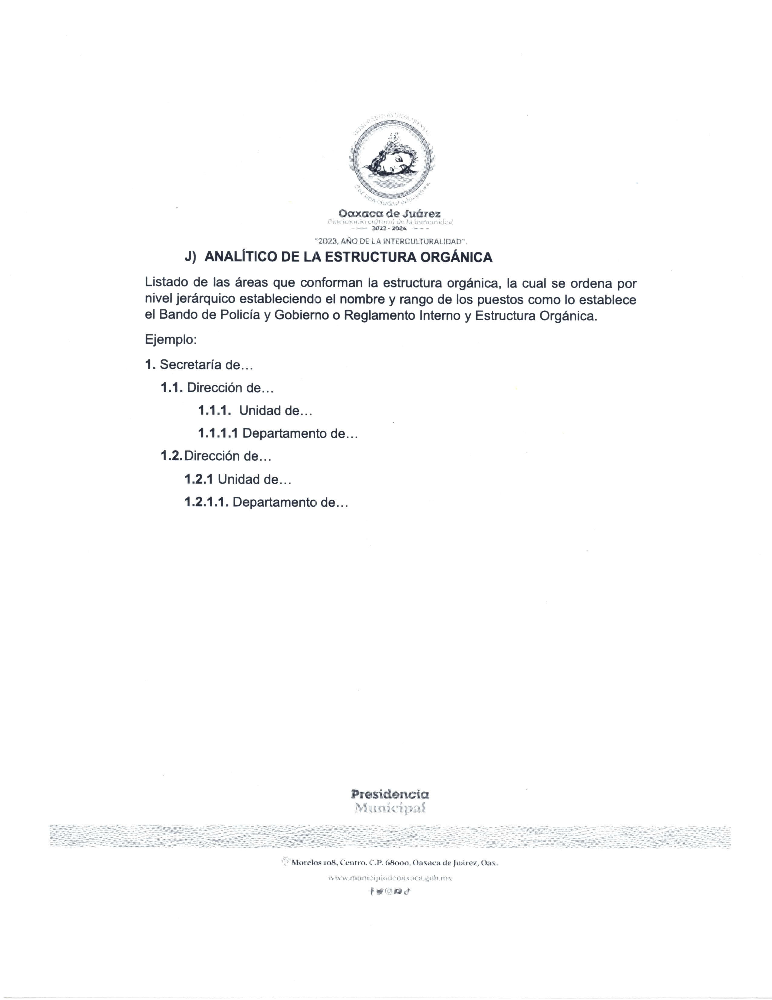 HONORABLE AYUNTAMIENTO
Por una ciudad educadora
Oaxaca de Juárez
Patrimonio cultural de la humanidad
2022 - 2024
"2023, AÑO DE LA INTERCULTURALIDAD".
J) ANALÍTICO DE LA ESTRUCTURA ORGÁNICA
Listado de las áreas que conforman la estructura orgánica, la cual se ordena por
nivel jerárquico estableciendo el nombre y rango de los puestos como lo establece
el Bando de Policía y Gobierno o Reglamento Interno y Estructura Orgánica.
Ejemplo:
1. Secretaría de...
1.1. Dirección de...
1.1.1. Unidad de...
1.1.1.1 Departamento de...
1.2. Dirección de...
1.2.1 Unidad de...
1.2.1.1. Departamento de...
Presidencia
Municipal
Morelos 108, Centro. C.P. 68000, Oaxaca de Juárez, Oax.
www.municipiodeoaxaca.gob.mx